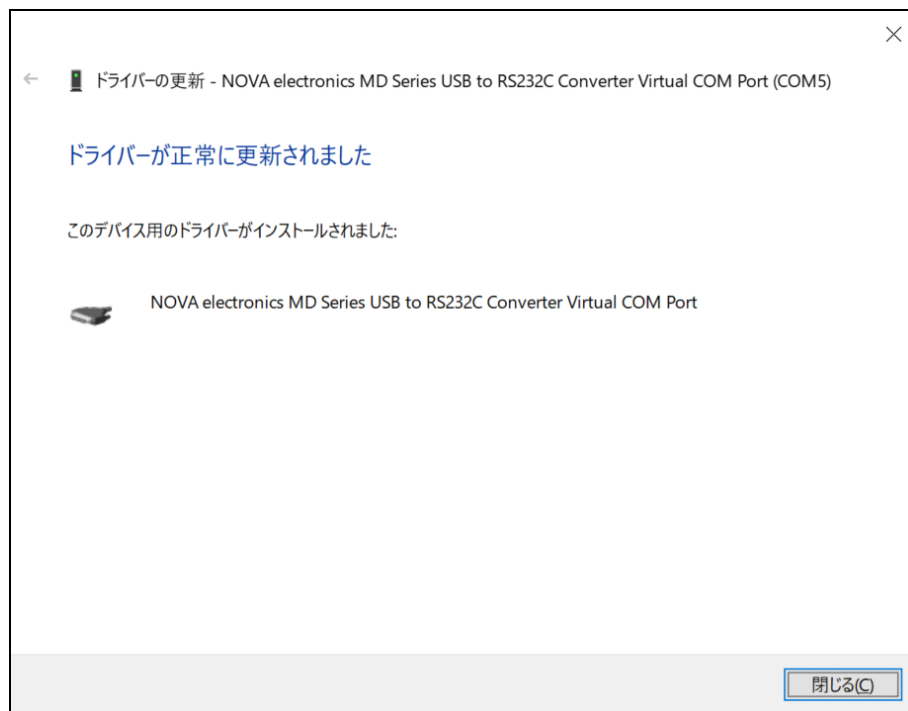 ドライバーの更新 - NOVA electronics MD Series USB to RS232C Converter Virtual COM Port (COM5)
ドライバーが正常に更新されました
このデバイス用のドライバーがインストールされました:
NOVA electronics MD Series USB to RS232C Converter Virtual COM Port
閉じる(C)